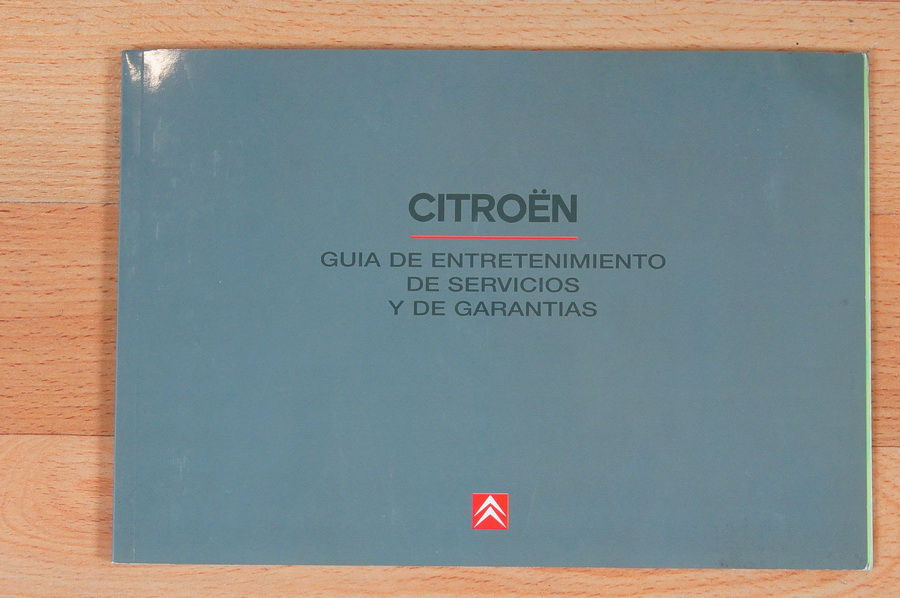 CITROËN
GUIA DE ENTRETENIMIENTO
DE SERVICIOS
Y DE GARANTIAS